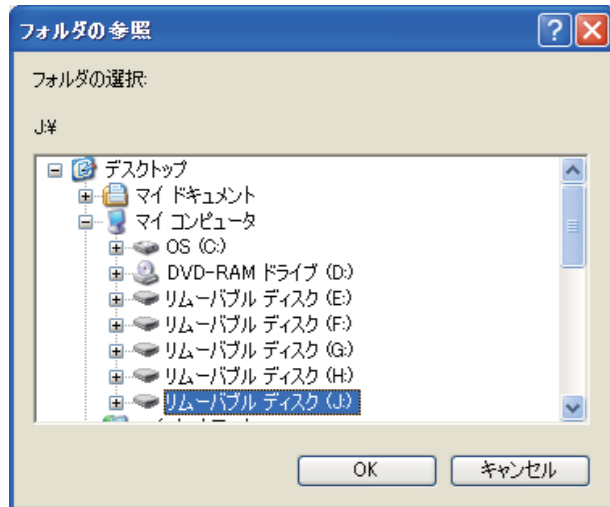 フォルダの参照
フォルダの選択:
J:¥
デスクトップ
マイ ドキュメント
マイ コンピュータ
OS (C:)
DVD-RAM ドライブ (D:)
リムーバブル ディスク (E:)
リムーバブル ディスク (F:)
リムーバブル ディスク (G:)
リムーバブル ディスク (H:)
リムーバブル ディスク (J:)
OK キャンセル